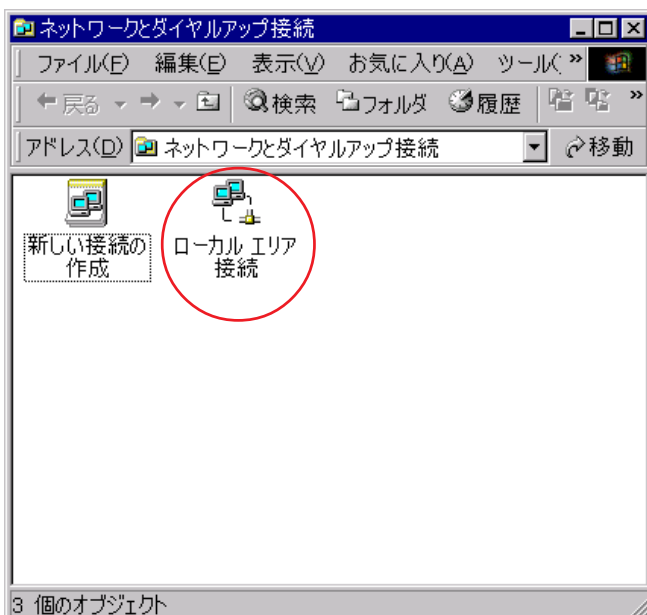 ネットワークとダイヤルアップ接続
ファイル(F) 編集(E) 表示(V) お気に入り(A) ツール( »
戻る 検索 フォルダ 履歴 »
アドレス(D) ネットワークとダイヤルアップ接続 移動
新しい接続の
作成
ローカル エリア
接続
3 個のオブジェクト